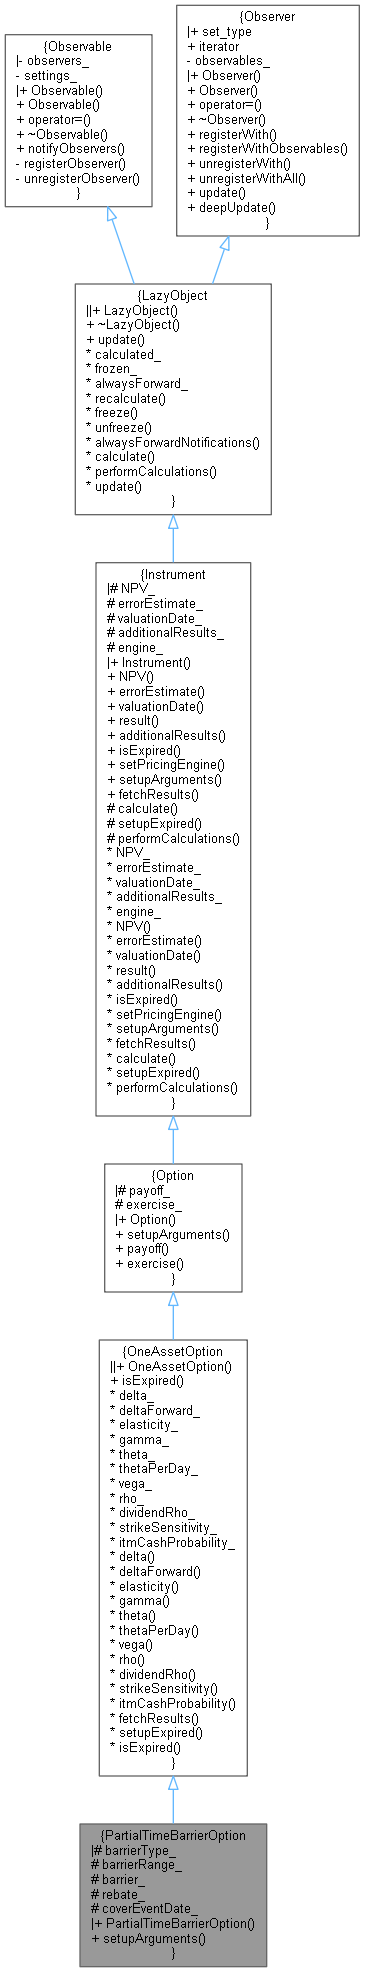 {Observable
|- observers_
- settings_
|+ Observable()
+ Observable()
+ operator=()
+ ~Observable()
+ notifyObservers()
- registerObserver()
- unregisterObserver()
}
{Observer
|+ set_type
+ iterator
- observables_
|+ Observer()
+ Observer()
+ operator=()
+ ~Observer()
+ registerWith()
+ registerWithObservables()
+ unregisterWith()
+ unregisterWithAll()
+ update()
+ deepUpdate()
}
{LazyObject
||+ LazyObject()
+ ~LazyObject()
+ update()
* calculated_
* frozen_
* alwaysForward_
* recalculate()
* freeze()
* unfreeze()
* alwaysForwardNotifications()
* calculate()
* performCalculations()
* update()
}
{Instrument
|# NPV_
# errorEstimate_
# valuationDate_
# additionalResults_
# engine_
|+ Instrument()
+ NPV()
+ errorEstimate()
+ valuationDate()
+ result()
+ additionalResults()
+ isExpired()
+ setPricingEngine()
+ setupArguments()
+ fetchResults()
# calculate()
# setupExpired()
# performCalculations()
* NPV_
* errorEstimate_
* valuationDate_
* additionalResults_
* engine_
* NPV()
* errorEstimate()
* valuationDate()
* result()
* additionalResults()
* isExpired()
* setPricingEngine()
* setupArguments()
* fetchResults()
* calculate()
* setupExpired()
* performCalculations()
}
{Option
|# payoff_
# exercise_
|+ Option()
+ setupArguments()
+ payoff()
+ exercise()
}
{OneAssetOption
||+ OneAssetOption()
+ isExpired()
* delta_
* deltaForward_
* elasticity_
* gamma_
* theta_
* thetaPerDay_
* vega_
* rho_
* dividendRho_
* strikeSensitivity_
* itmCashProbability_
* delta()
* deltaForward()
* elasticity()
* gamma()
* theta()
* thetaPerDay()
* vega()
* rho()
* dividendRho()
* strikeSensitivity()
* itmCashProbability()
* fetchResults()
* setupExpired()
* isExpired()
}
{PartialTimeBarrierOption
|# barrierType_
# barrierRange_
# barrier_
# rebate_
# coverEventDate_
|+ PartialTimeBarrierOption()
+ setupArguments()
}